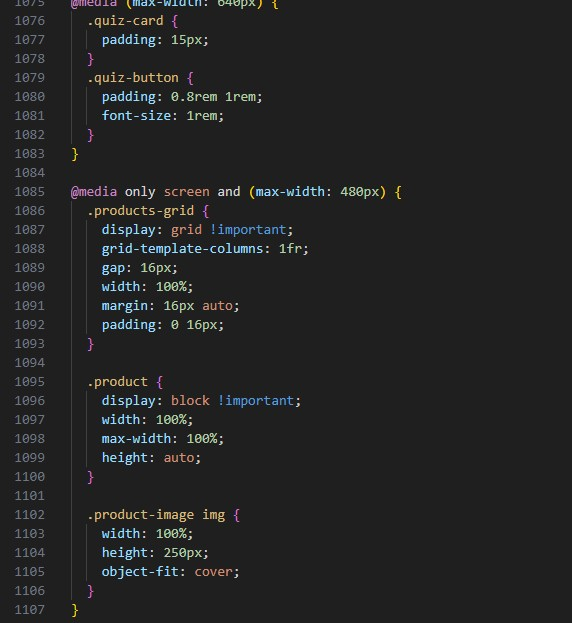 1075 @media (max-width: 640px) {
1076 .quiz-card {
1077 padding: 15px;
1078 }
1079 .quiz-button {
1080 padding: 0.8rem 1rem;
1081 font-size: 1rem;
1082 }
1083 }
1084
1085 @media only screen and (max-width: 480px) {
1086 .products-grid {
1087 display: grid !important;
1088 grid-template-columns: 1fr;
1089 gap: 16px;
1090 width: 100%;
1091 margin: 16px auto;
1092 padding: 0 16px;
1093 }
1094
1095 .product {
1096 display: block !important;
1097 width: 100%;
1098 max-width: 100%;
1099 height: auto;
1100 }
1101
1102 .product-image img {
1103 width: 100%;
1104 height: 250px;
1105 object-fit: cover;
1106 }
1107 }